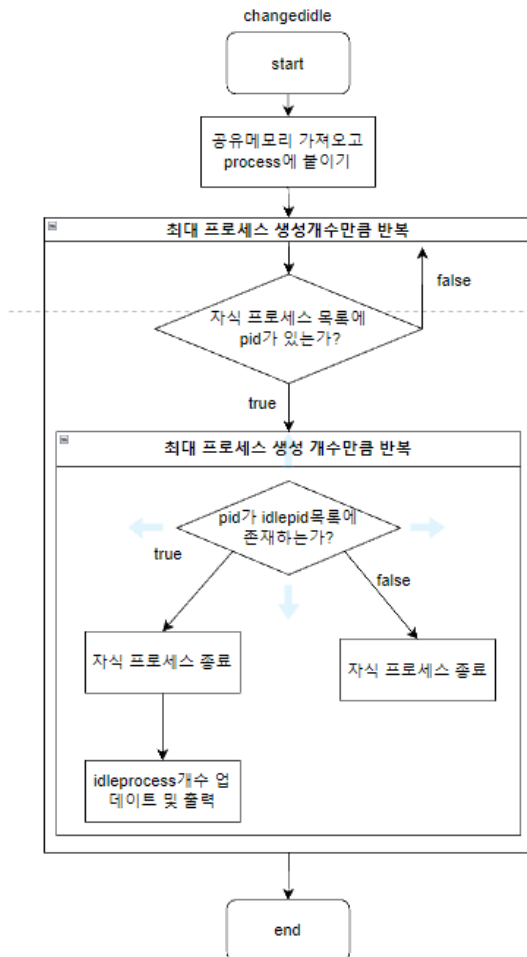 changedidle
start
공유메모리 가져오고
process에 붙이기
최대 프로세스 생성개수만큼 반복
false
자식 프로세스 목록에
pid가 있는가?
true
최대 프로세스 생성 개수만큼 반복
pid가 idlepid목록에
존재하는가?
true
false
자식 프로세스 종료
자식 프로세스 종료
idleprocess개수 업
데이트 및 출력
end